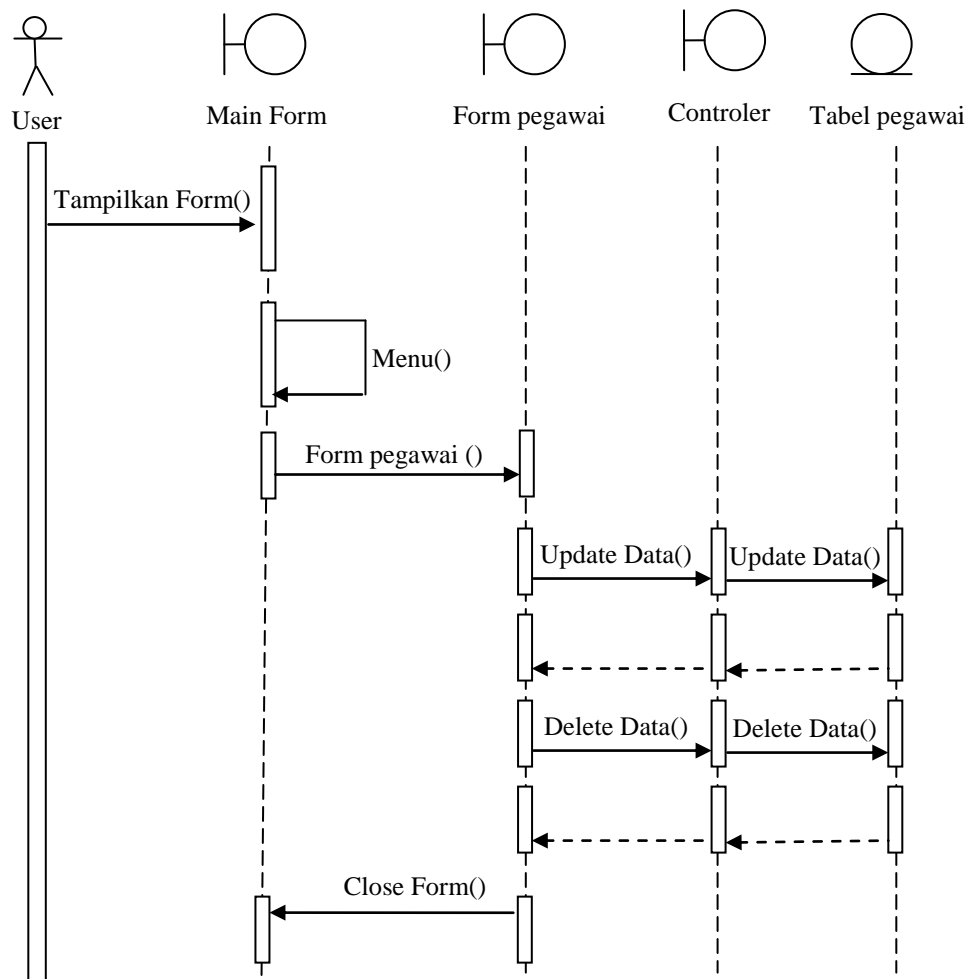 User
Main Form
Form pegawai
Controler
Tabel pegawai
Tampilkan Form()
Menu()
Form pegawai ()
Update Data()
Update Data()
Delete Data()
Delete Data()
Close Form()